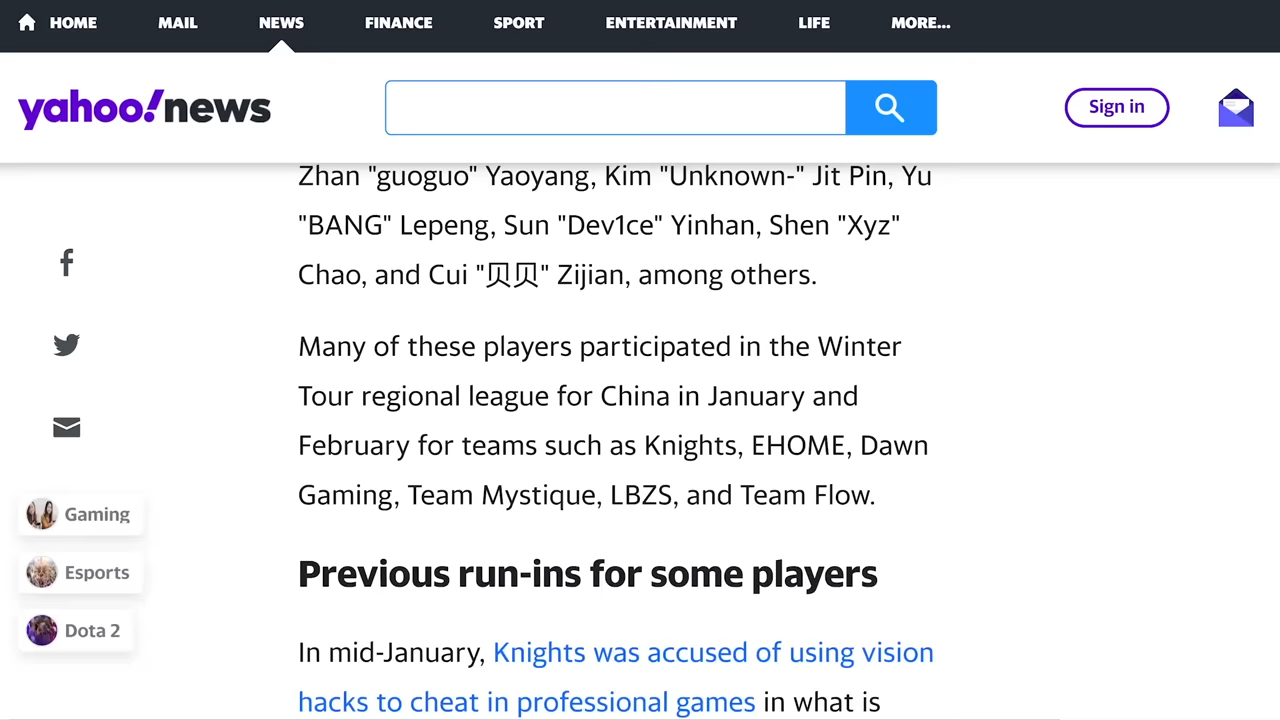 HOME MAIL NEWS FINANCE SPORT ENTERTAINMENT LIFE MORE...
yahoo!news Sign in
Zhan "guoguo" Yaoyang, Kim "Unknown-" Jit Pin, Yu
"BANG" Lepeng, Sun "Dev1ce" Yinhan, Shen "Xyz"
Chao, and Cui "贝贝" Zijian, among others.
Many of these players participated in the Winter
Tour regional league for China in January and
February for teams such as Knights, EHOME, Dawn
Gaming, Team Mystique, LBZS, and Team Flow.
Gaming
Esports
Dota 2
Previous run-ins for some players
In mid-January, Knights was accused of using vision
hacks to cheat in professional games in what is